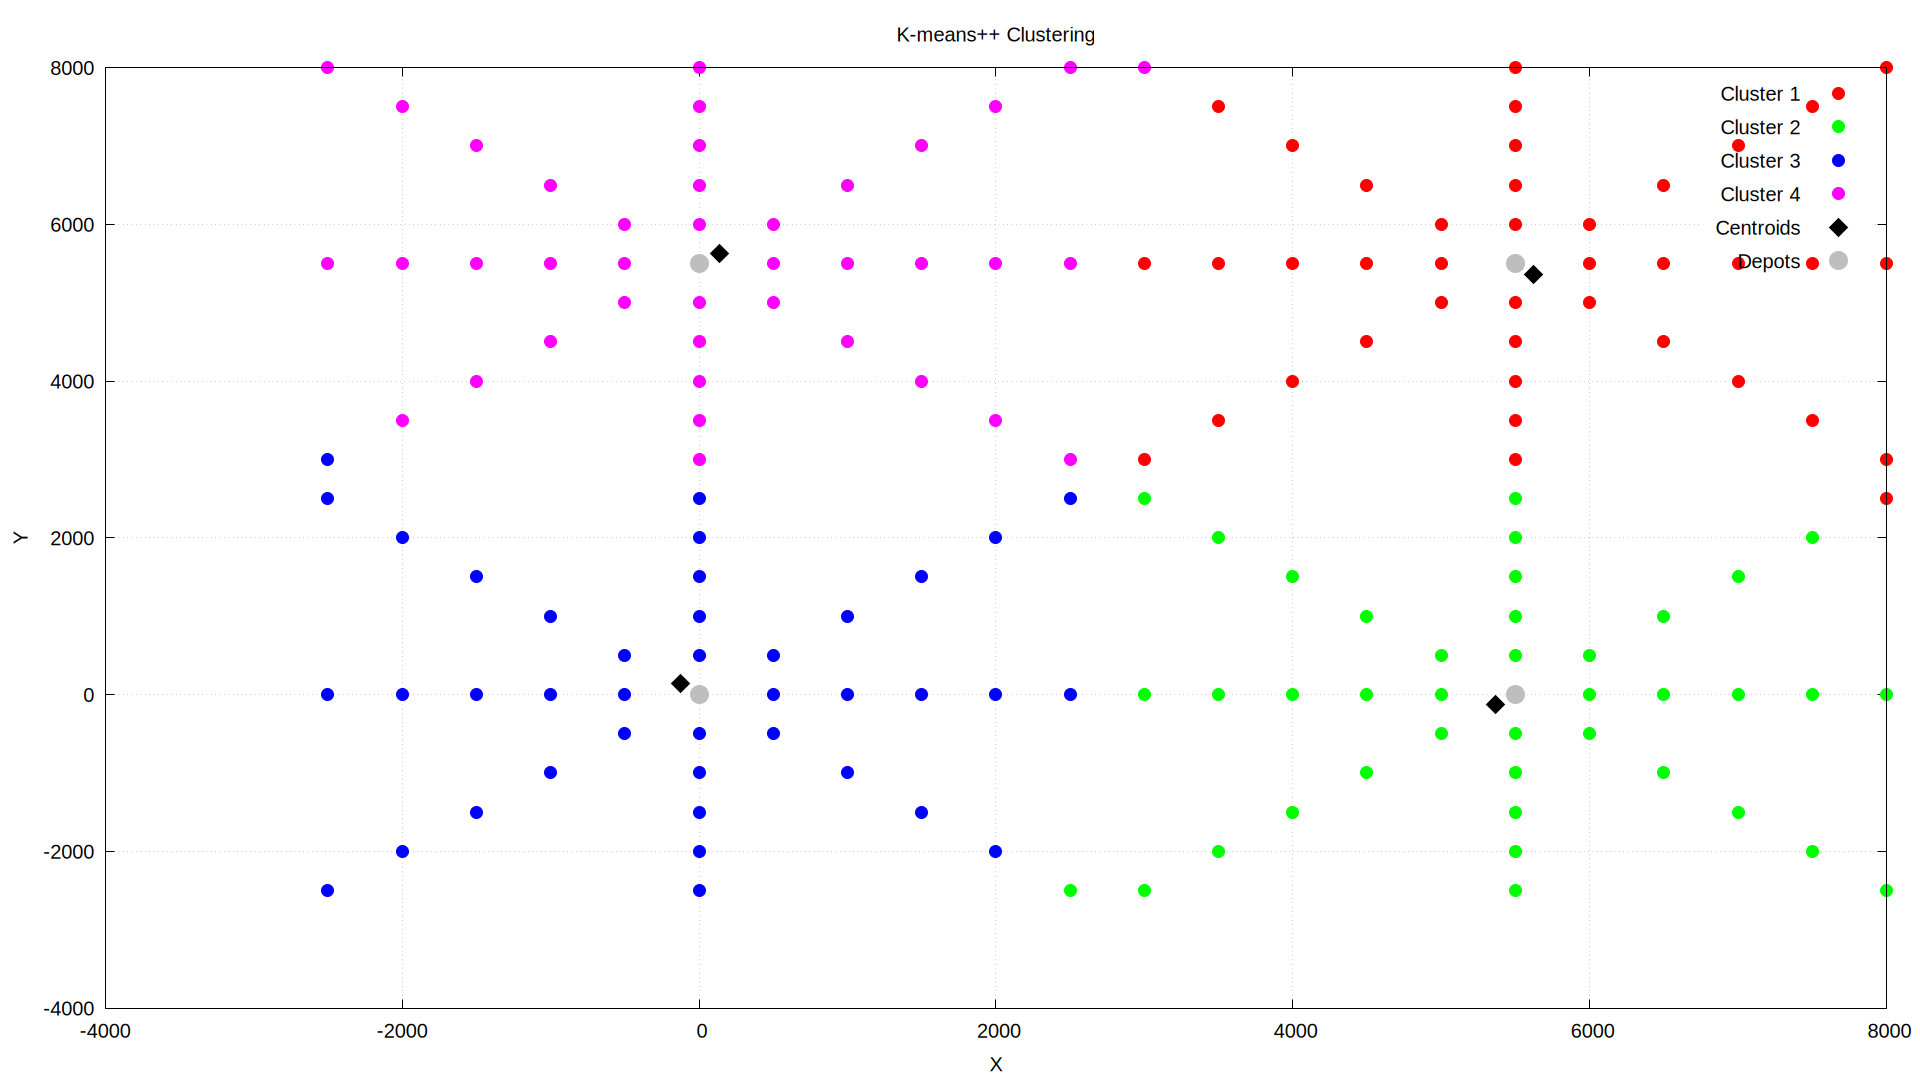 K-means++ Clustering
8000
6000
4000
2000
0
-2000
-4000
Y
Cluster 1
Cluster 2
Cluster 3
Cluster 4
Centroids
Depots
-4000 -2000 0 2000 4000 6000 8000
X